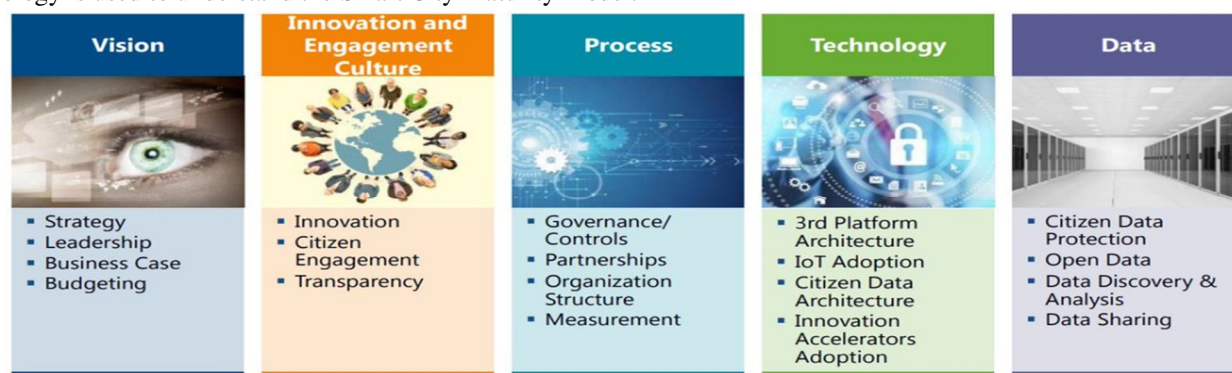 Vision
Strategy
Leadership
Business Case
Budgeting
Innovation and
Engagement
Culture
Innovation
Citizen
Engagement
Transparency
Process
Governance/
Controls
Partnerships
Organization
Structure
Measurement
Technology
3rd Platform
Architecture
IoT Adoption
Citizen Data
Architecture
Innovation
Accelerators
Adoption
Data
Citizen Data
Protection
Open Data
Data Discovery &
Analysis
Data Sharing